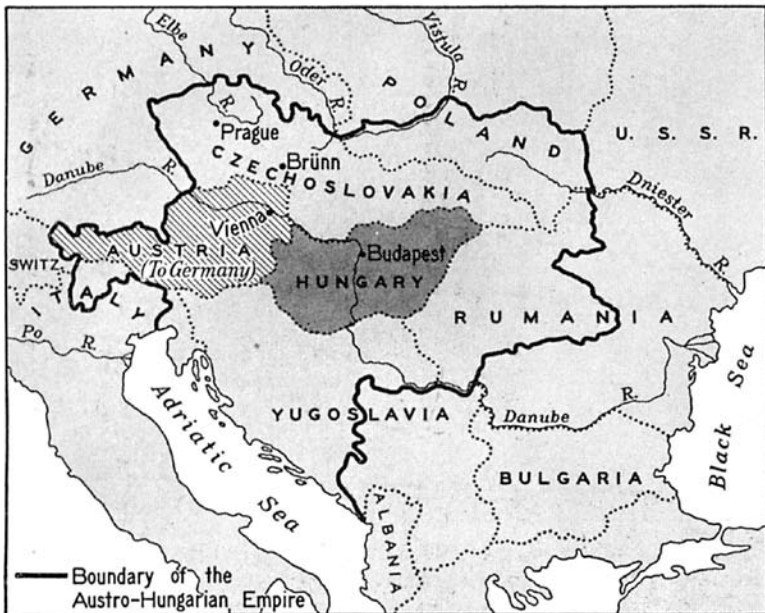 Elbe
Vistula
GERMANY
Oder
R.
POLAND
R.
R.
U. S. S. R.
Prague
Brünn
Danube
R.
CZECHOSLOVAKIA
Dniester
Vienna
AUSTRIA
Budapest
(To Germany)
SWITZ.
HUNGARY
R.
ITALY
RUMANIA
Po
R.
Adriatic Sea
YUGOSLAVIA
Danube
R.
Black Sea
BULGARIA
ALBANIA
Boundary of the
Austro-Hungarian Empire